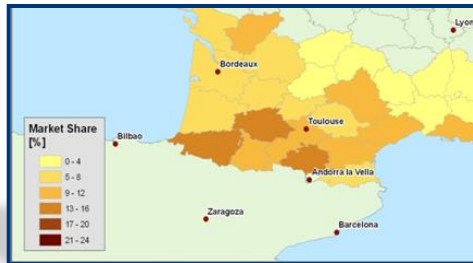 Lyon
Bordeaux
Toulouse
Market Share
[%]
Bilbao
0 - 4
5 - 8
9 - 12
13 - 16
17 - 20
21 - 24
Andorra la Vella
Zaragoza
Barcelona